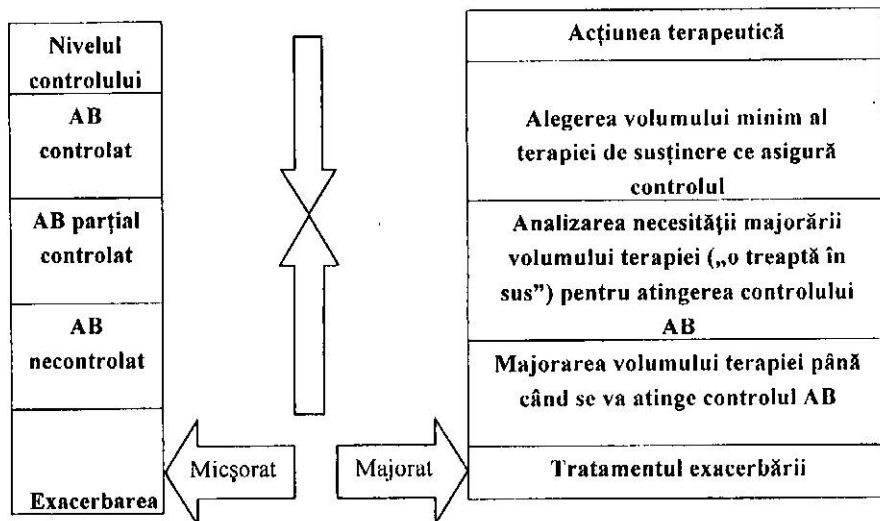 Nivelul
controlului
AB
controlat
AB parțial
controlat
AB
necontrolat
Exacerbarea
Micșorat
Majorat
Acțiunea terapeutică
Alegerea volumului minim al
terapiei de susținere ce asigură
controlul
Analizarea necesității majorării
volumului terapiei („o treaptă în
sus”) pentru atingerea controlului
AB
Majorarea volumului terapiei până
când se va atinge controlul AB
Tratamentul exacerbării